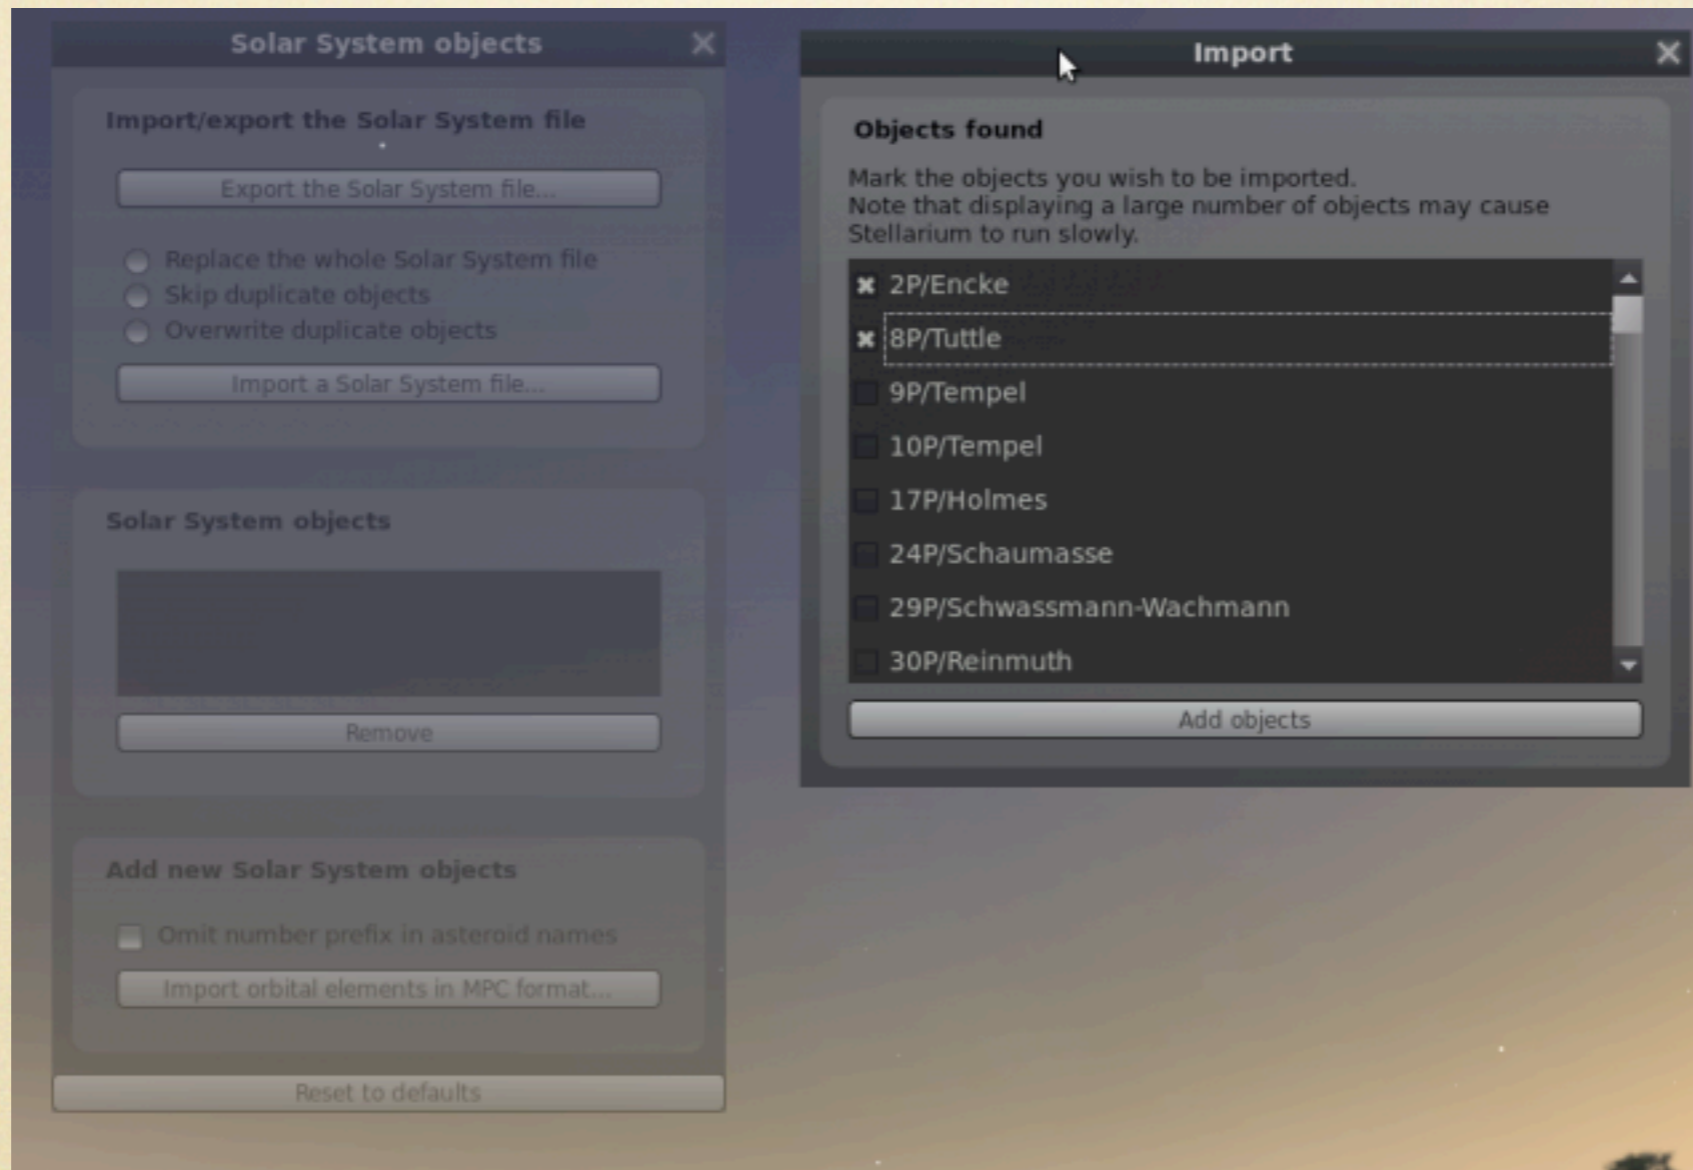 Solar System objects
Import/export the Solar System file
Export the Solar System file...
Replace the whole Solar System file
Skip duplicate objects
Overwrite duplicate objects
Import a Solar System file...
Solar System objects
Remove
Add new Solar System objects
Omit number prefix in asteroid names
Import orbital elements in MPC format...
Reset to defaults
Import
Objects found
Mark the objects you wish to be imported.
Note that displaying a large number of objects may cause
Stellarium to run slowly.
2P/Encke
8P/Tuttle
9P/Tempel
10P/Tempel
17P/Holmes
24P/Schaumasse
29P/Schwassmann-Wachmann
30P/Reinmuth
Add objects